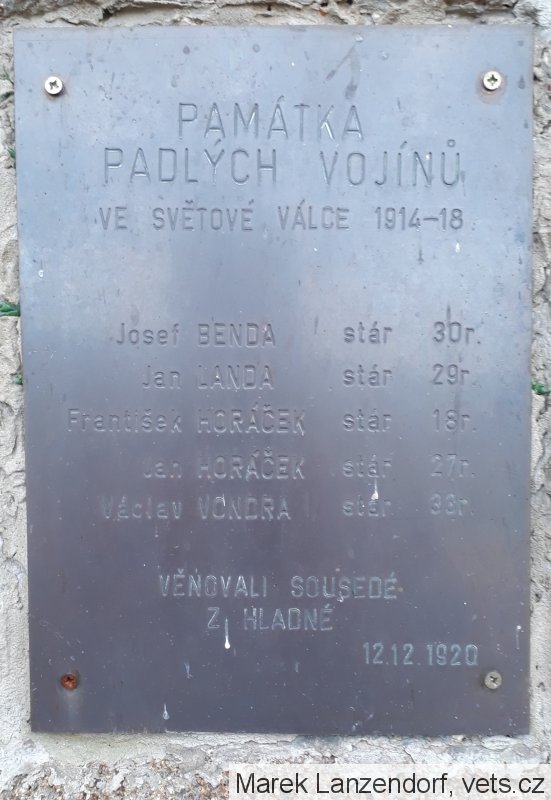 PAMÁTKA
PADLÝCH VOJÍNŮ
VE SVĚTOVÉ VÁLCE 1914-18
Josef BENDA stár 30r.
Jan LANDA stár 29r.
František HORÁČEK stár 18r.
Jan HORÁČEK stár 27r.
Václav VONDRA stár
VĚNOVALI SOUSEDÉ
Z HLADNÉ
12.12.1920
Marek Lanzendorf, vets.cz